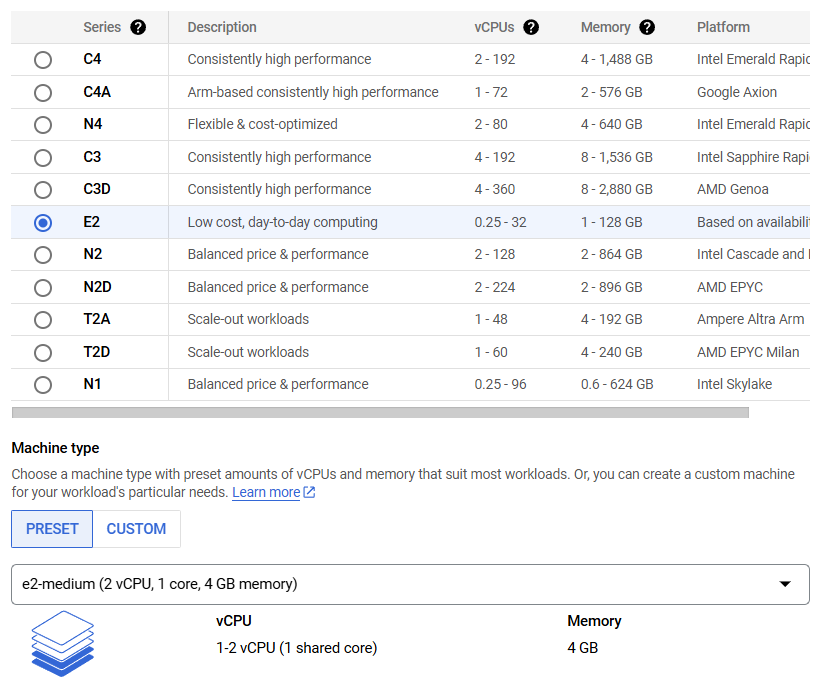 Series ? Description vCPUs ? Memory ? Platform
C4 Consistently high performance 2 - 192 4 - 1,488 GB Intel Emerald Rapid
C4A Arm-based consistently high performance 1 - 72 2 - 576 GB Google Axion
N4 Flexible & cost-optimized 2 - 80 4 - 640 GB Intel Emerald Rapid
C3 Consistently high performance 4 - 192 8 - 1,536 GB Intel Sapphire Rapi
C3D Consistently high performance 4 - 360 8 - 2,880 GB AMD Genoa
E2 Low cost, day-to-day computing 0.25 - 32 1 - 128 GB Based on availabilit
N2 Balanced price & performance 2 - 128 2 - 864 GB Intel Cascade and
N2D Balanced price & performance 2 - 224 2 - 896 GB AMD EPYC
T2A Scale-out workloads 1 - 48 4 - 192 GB Ampere Altra Arm
T2D Scale-out workloads 1 - 60 4 - 240 GB AMD EPYC Milan
N1 Balanced price & performance 0.25 - 96 0.6 - 624 GB Intel Skylake
Machine type
Choose a machine type with preset amounts of vCPUs and memory that suit most workloads. Or, you can create a custom machine
for your workload's particular needs. Learn more
PRESET CUSTOM
e2-medium (2 vCPU, 1 core, 4 GB memory)
vCPU Memory
1-2 vCPU (1 shared core) 4 GB